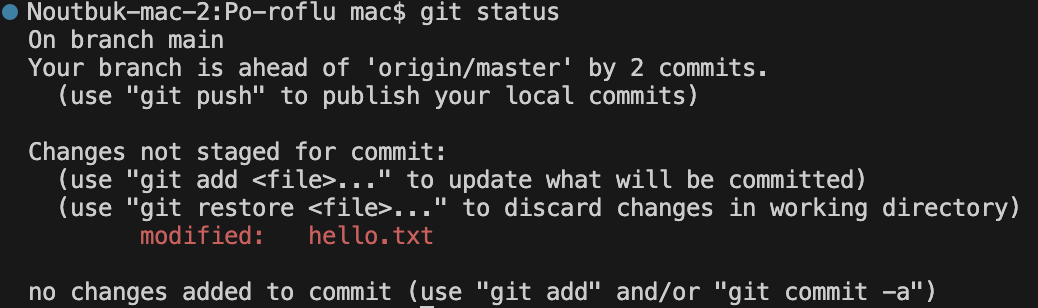 Noutbuk-mac-2:Po-roflu mac$ git status
On branch main
Your branch is ahead of 'origin/master' by 2 commits.
  (use "git push" to publish your local commits)

Changes not staged for commit:
  (use "git add <file>..." to update what will be committed)
  (use "git restore <file>..." to discard changes in working directory)
        modified:   hello.txt

no changes added to commit (use "git add" and/or "git commit -a")